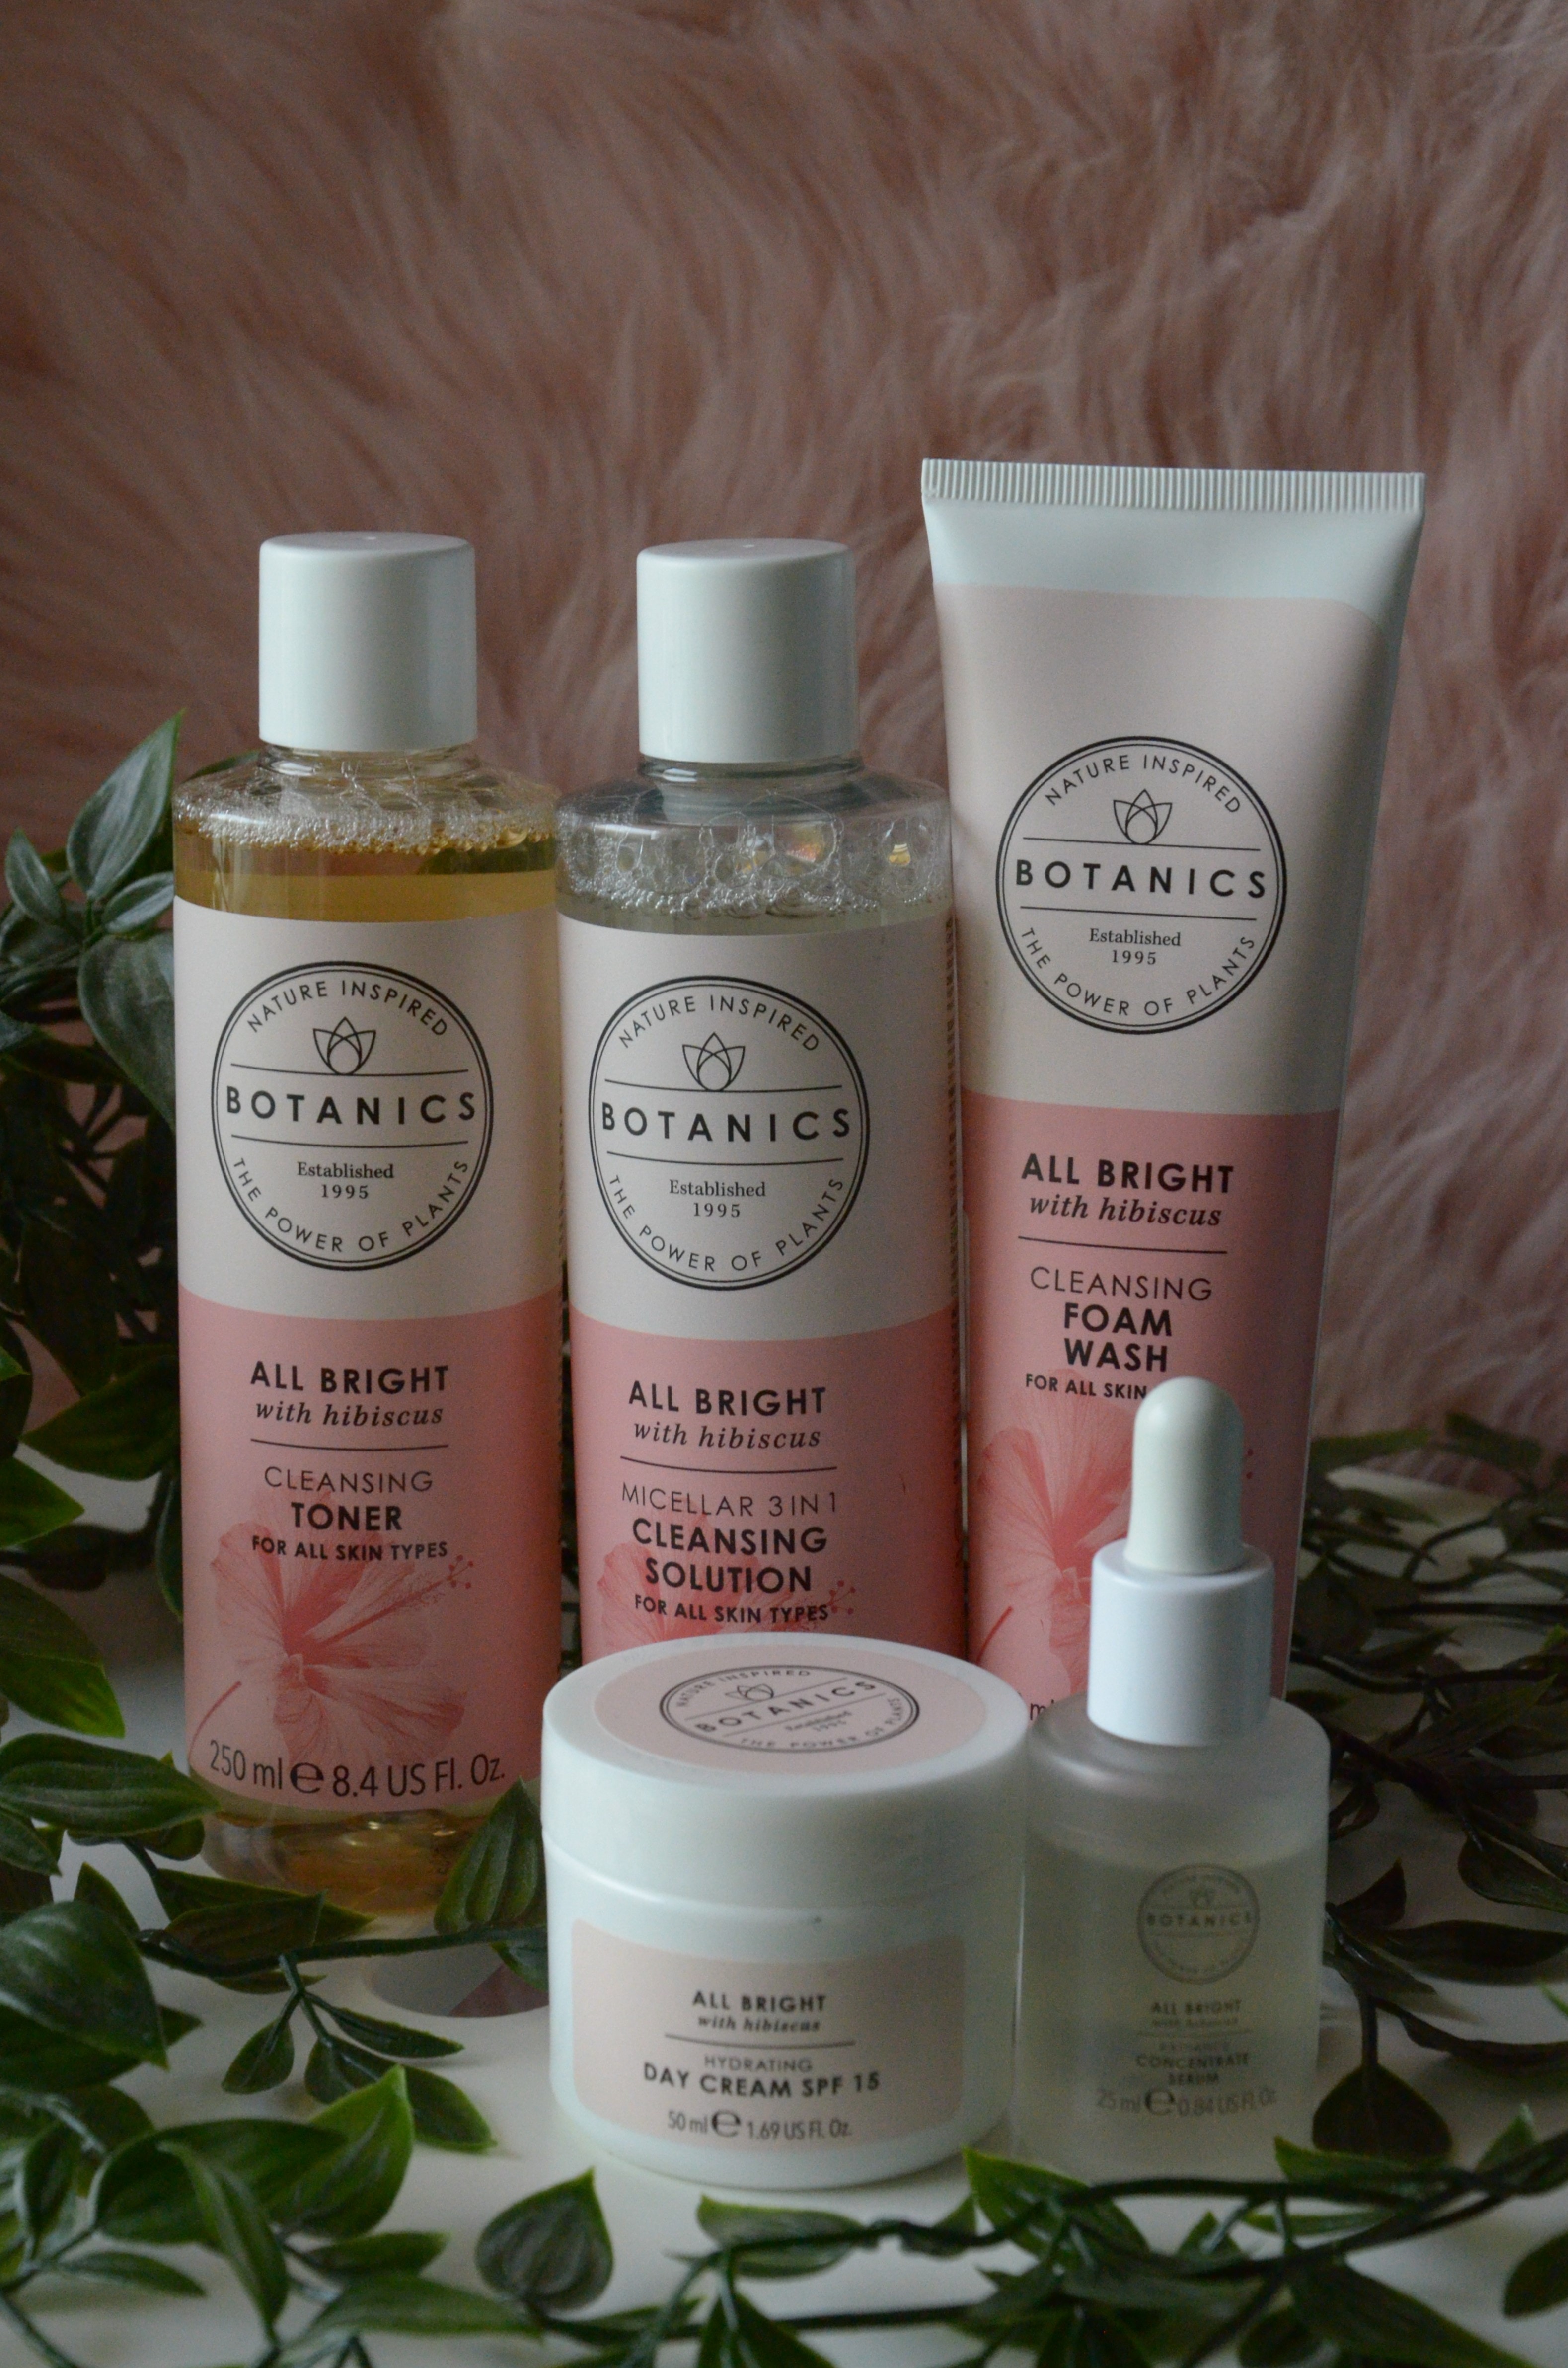 NATURE INSPIRED
BOTANICS
Established
1995
THE POWER OF PLANTS
ALL BRIGHT
with hibiscus
CLEANSING
TONER
FOR ALL SKIN TYPES
250 ml e 8.4 US Fl. Oz.
NATURE INSPIRED
BOTANICS
Established
1995
THE POWER OF PLANTS
ALL BRIGHT
with hibiscus
MICELLAR 3 IN 1
CLEANSING
SOLUTION
FOR ALL SKIN TYPES
NATURE INSPIRED
BOTANICS
Established
1995
THE POWER OF PLANTS
ALL BRIGHT
with hibiscus
CLEANSING
FOAM
WASH
FOR ALL SKIN
NATURE INSPIRED
BOTANICS
Established
1995
THE POWER OF PLANTS
ALL BRIGHT
with hibiscus
HYDRATING
DAY CREAM SPF 15
50 ml e 1.69 US Fl. Oz.
BOTANICS
ALL BRIGHT
with hibiscus
CONCENTRATE
SERUM
25 ml e 0.84 US Fl. Oz.